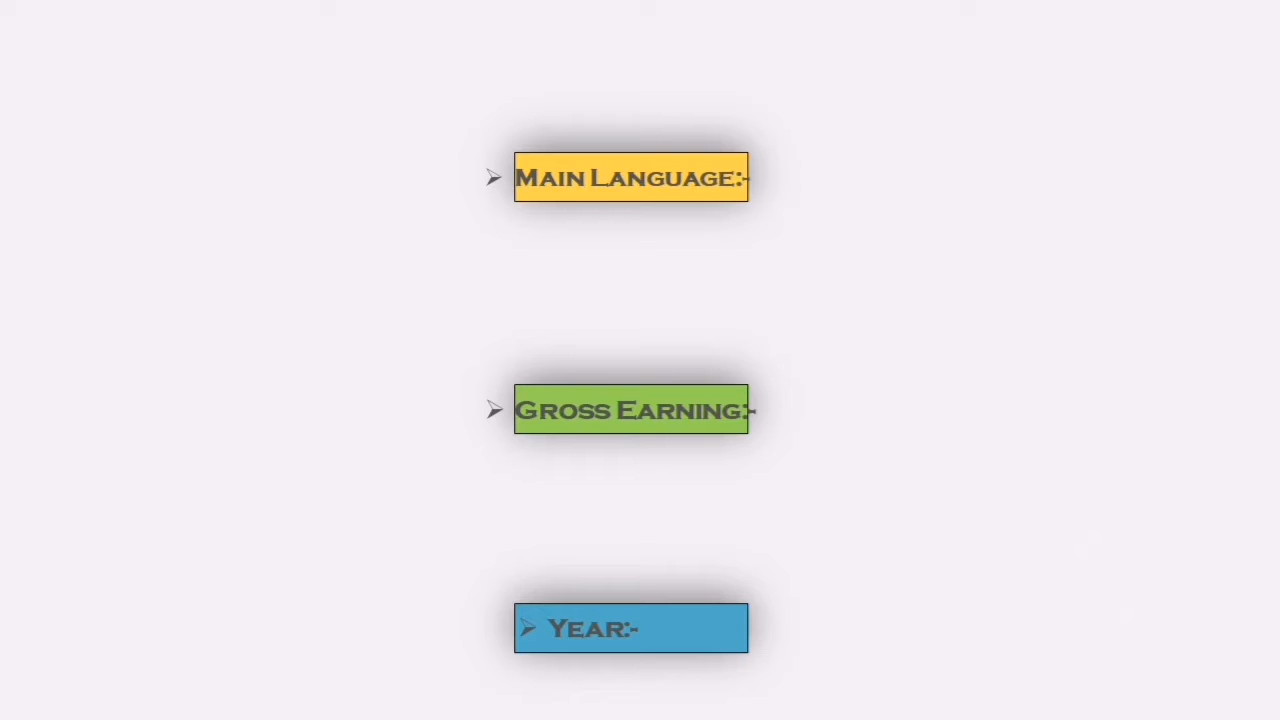 ➢ Main Language:-
➢ Gross Earning:-
➢ Year:-